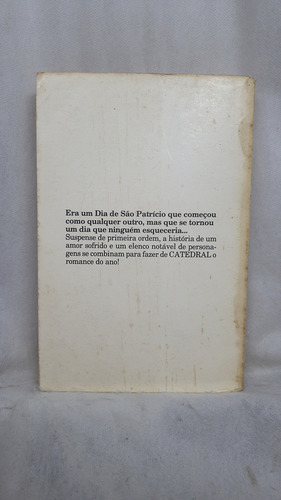 Era um Dia de São Patrício que começou
como qualquer outro, mas que se tornou
um dia que ninguém esqueceria...
Suspense de primeira ordem, a história de um
amor sofrido e um elenco notável de persona-
gens se combinam para fazer de CATEDRAL o
romance do ano!